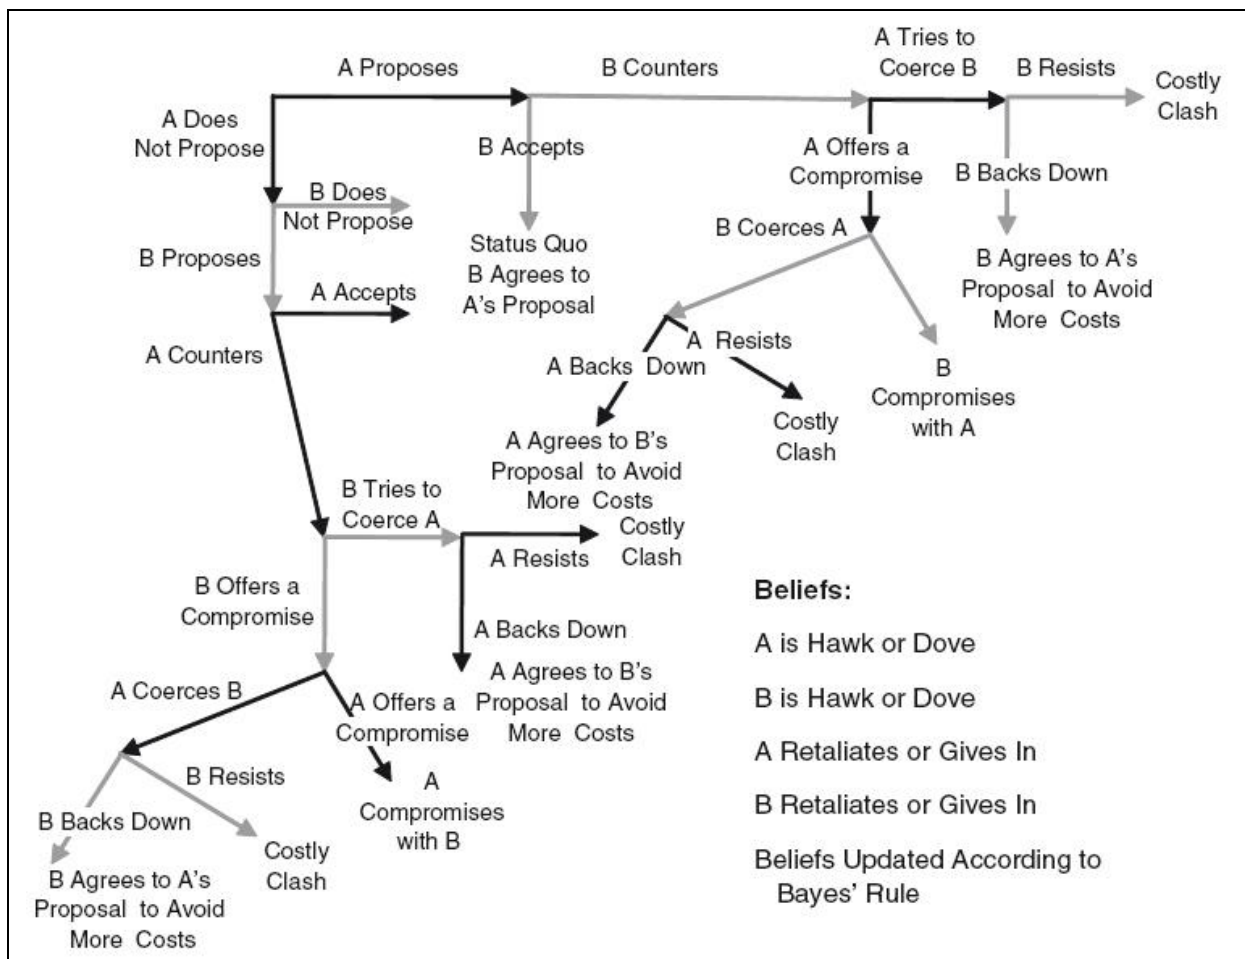 A Tries to
Coerce B
A Proposes
B Counters
B Resists
Costly
Clash
A Does
Not Propose
B Accepts
A Offers a
Compromise
B Backs Down
B Does
Not Propose
B Coerces A
Status Quo
B Agrees to
A's Proposal
B Proposes
B Agrees to A's
Proposal to Avoid
More Costs
A Accepts
A Counters
A Resists
A Backs Down
B
Compromises
with A
Costly
Clash
A Agrees to B's
Proposal to Avoid
More Costs
B Tries to
Coerce A
Costly
Clash
A Resists
B Offers a
Compromise
A Backs Down
A Agrees to B's
Proposal to Avoid
More Costs
A Coerces B
A Offers a
Compromise
B Resists
A
Compromises
with B
B Backs Down
Costly
Clash
B Agrees to A's
Proposal to Avoid
More Costs
Beliefs:
A is Hawk or Dove
B is Hawk or Dove
A Retaliates or Gives In
B Retaliates or Gives In
Beliefs Updated According to
Bayes' Rule